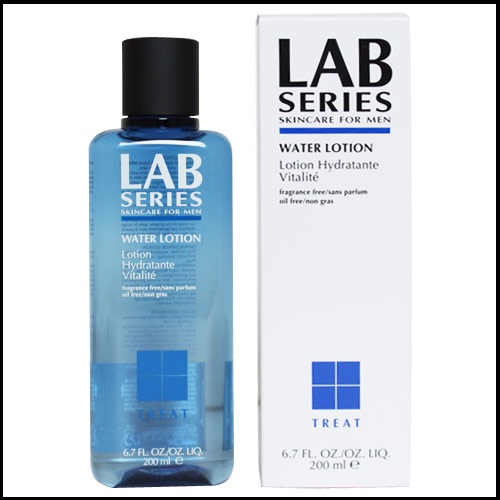 LAB
SERIES
SKINCARE FOR MEN
WATER LOTION
Lotion
Hydratante
Vitalité
fragrance free/sans parfum
oil free/non gras
TREAT
6.7 FL. OZ./OZ. LIQ.
200 ml ℮
LAB
SERIES
SKINCARE FOR MEN
WATER LOTION
Lotion Hydratante
Vitalité
fragrance free/sans parfum
oil free/non gras
TREAT
6.7 FL. OZ./OZ. LIQ.
200 ml ℮